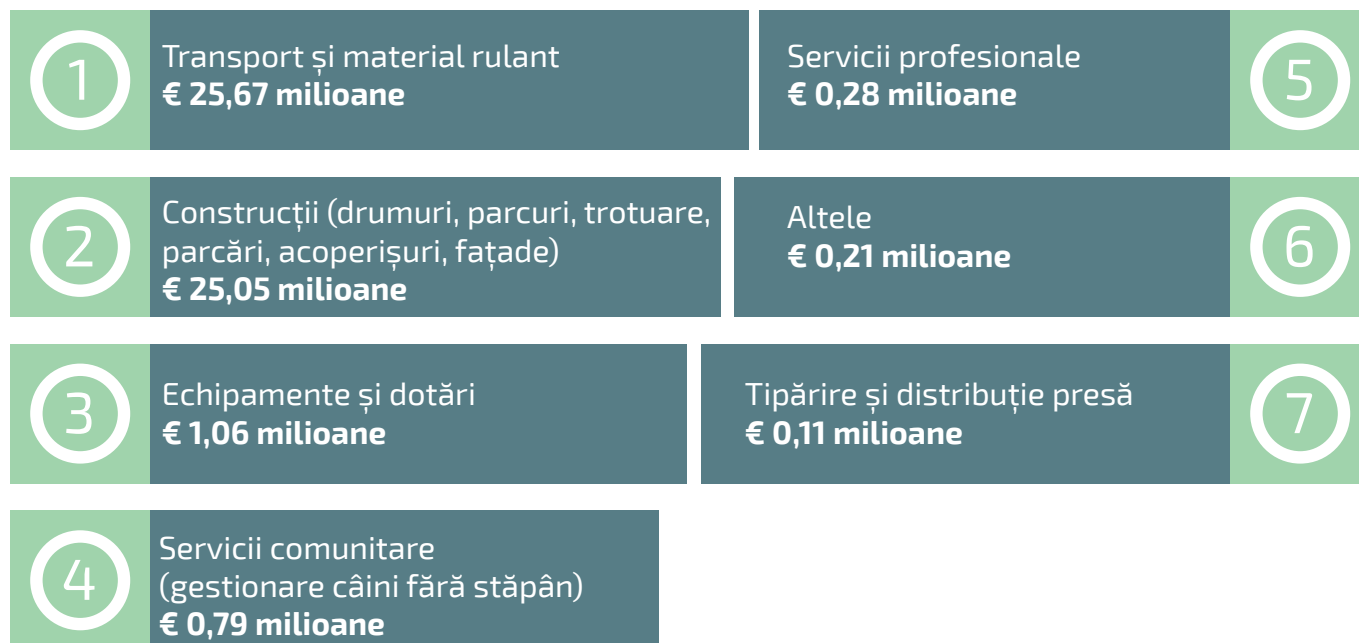 1
Transport și material rulant
€ 25,67 milioane
2
Construcții (drumuri, parcuri, trotuare,
parcări, acoperișuri, fațade)
€ 25,05 milioane
3
Echipamente și dotări
€ 1,06 milioane
4
Servicii comunitare
(gestionare câini fără stăpân)
€ 0,79 milioane
Servicii profesionale
€ 0,28 milioane
5
Altele
€ 0,21 milioane
6
Tipărire și distribuție presă
€ 0,11 milioane
7